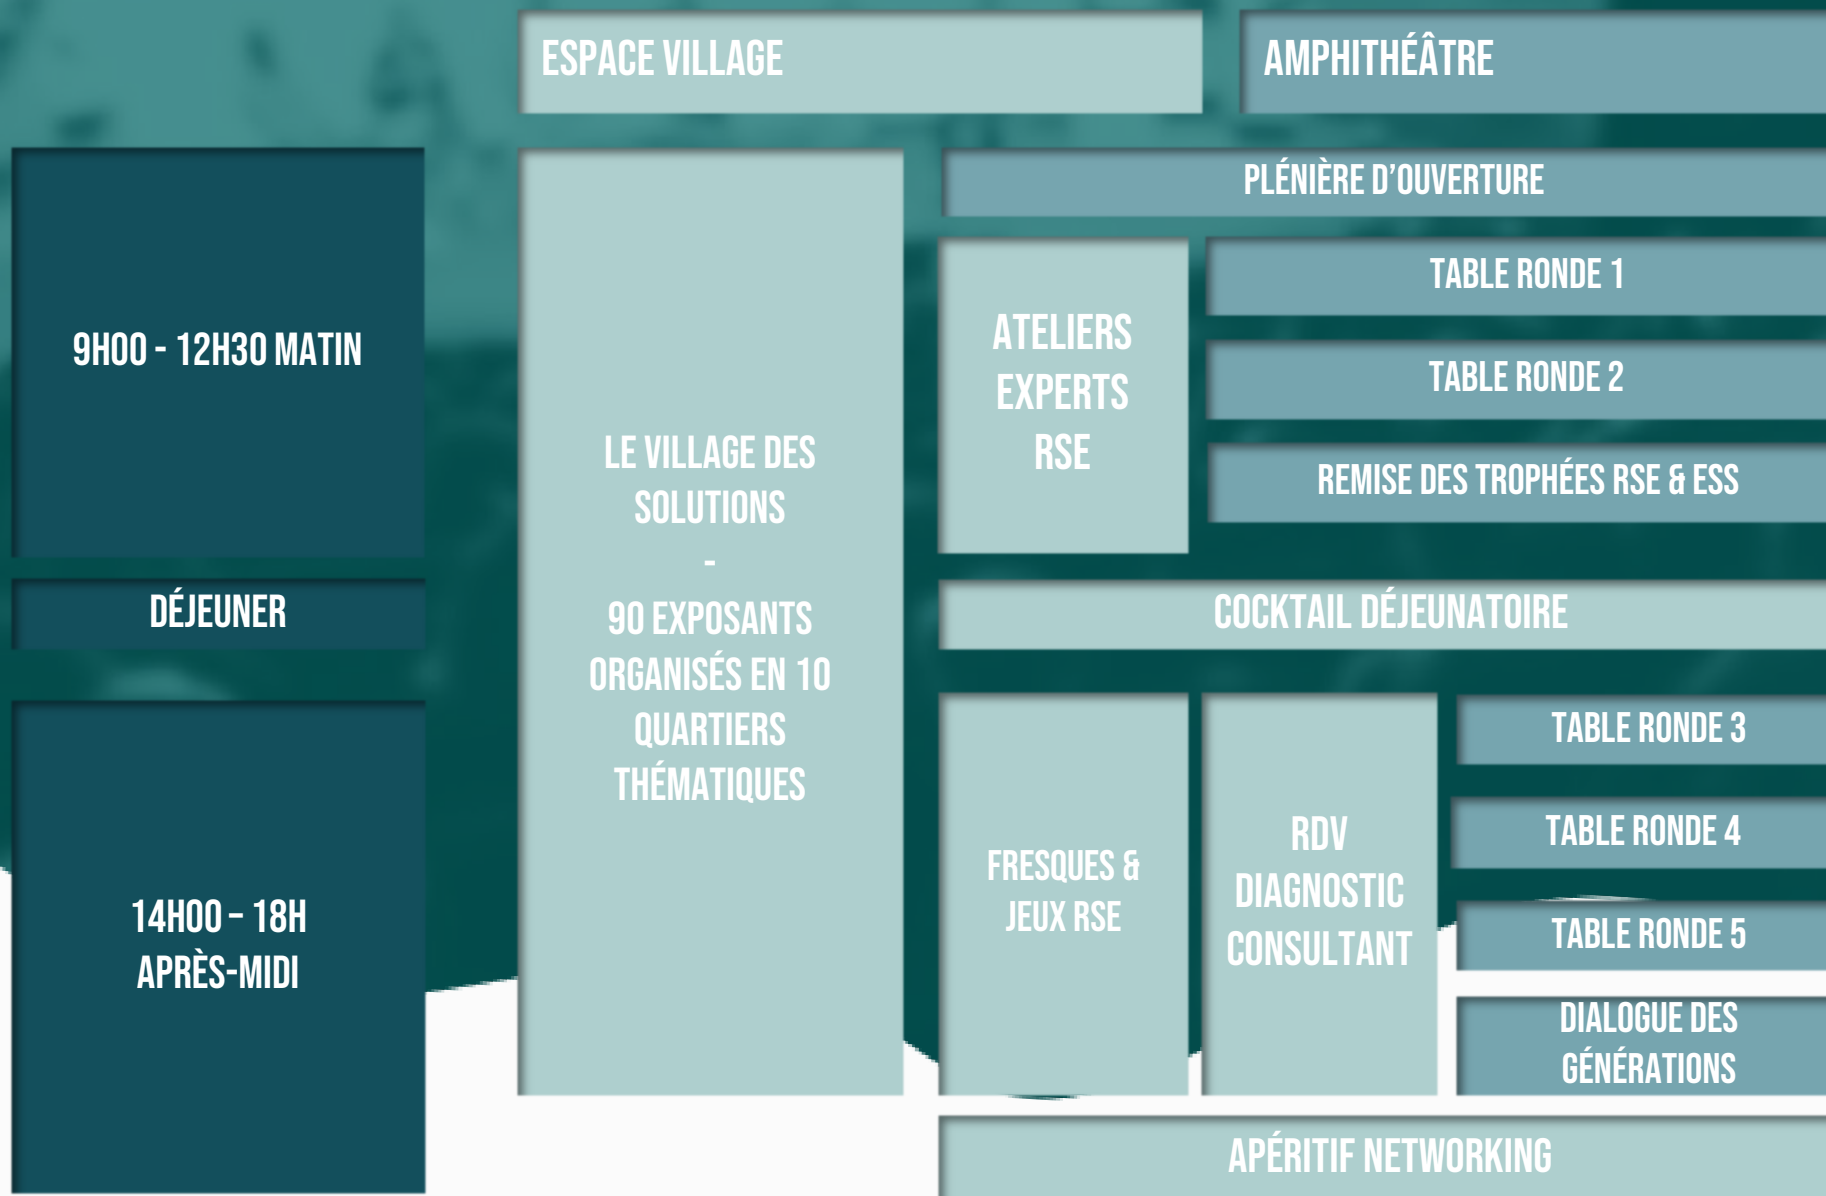 ESPACE VILLAGE
AMPHITHÉÂTRE
9H00 - 12H30 MATIN
LE VILLAGE DES
SOLUTIONS
-
90 EXPOSANTS
ORGANISÉS EN 10
QUARTIERS
THÉMATIQUES
PLÉNIÈRE D'OUVERTURE
ATELIERS
EXPERTS
RSE
TABLE RONDE 1
TABLE RONDE 2
REMISE DES TROPHÉES RSE & ESS
DÉJEUNER
COCKTAIL DÉJEUNATOIRE
14H00 – 18H
APRÈS-MIDI
FRESQUES &
JEUX RSE
RDV
DIAGNOSTIC
CONSULTANT
TABLE RONDE 3
TABLE RONDE 4
TABLE RONDE 5
DIALOGUE DES
GÉNÉRATIONS
APÉRITIF NETWORKING